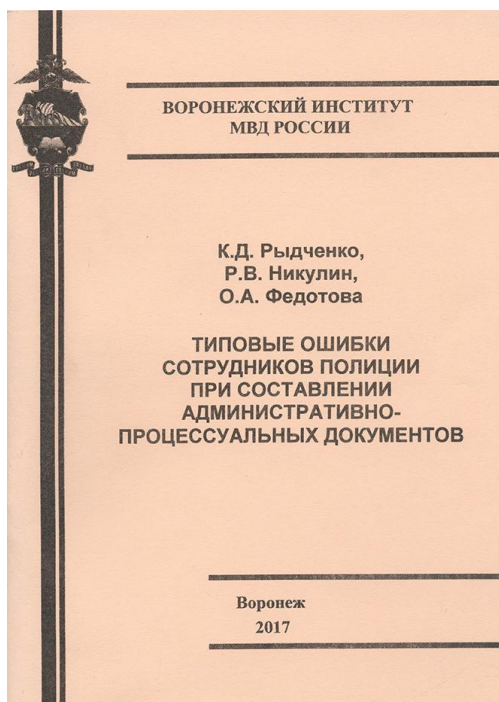 ВОРОНЕЖСКИЙ ИНСТИТУТ
МВД РОССИИ
К.Д. Рыдченко,
Р.В. Никулин,
О.А. Федотова
ТИПОВЫЕ ОШИБКИ
СОТРУДНИКОВ ПОЛИЦИИ
ПРИ СОСТАВЛЕНИИ
АДМИНИСТРАТИВНО-
ПРОЦЕССУАЛЬНЫХ ДОКУМЕНТОВ
Воронеж
2017